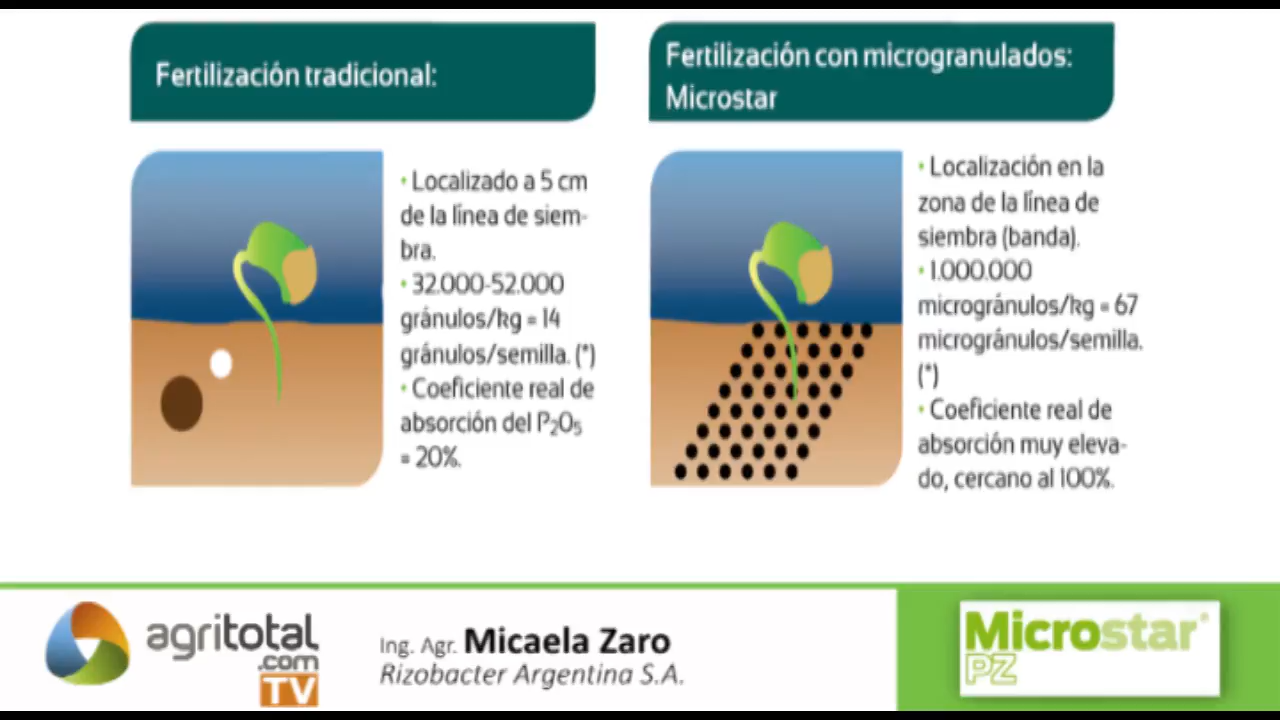 Fertilización tradicional:
• Localizado a 5 cm
de la línea de siem-
bra.
• 32.000-52.000
gránulos/kg = 14
gránulos/semilla. (*)
• Coeficiente real de
absorción del P₂O₅
= 20%.
Fertilización con microgranulados:
Microstar
• Localización en la
zona de la línea de
siembra (banda).
• 1.000.000
microgránulos/kg = 67
microgránulos/semilla.
(*)
• Coeficiente real de
absorción muy eleva-
do, cercano al 100%.
agritotal
.com
TV
Ing. Agr. Micaela Zaro
Rizobacter Argentina S.A.
Microstar®
PZ